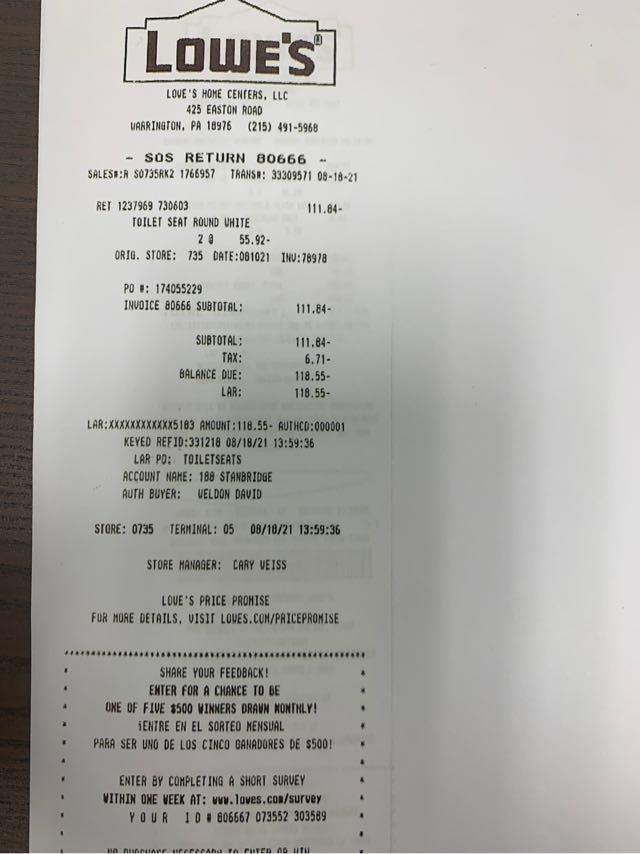 LOWE'S®
LOWE'S HOME CENTERS, LLC
425 EASTON ROAD
WARRINGTON, PA 18976 (215) 491-5968
- SOS RETURN 80666 -
SALES#:R S0735RK2 1766957 TRANS#: 33309571 08-18-21
RET 1237969 730603 111.84-
TOILET SEAT ROUND WHITE
2 @ 55.92-
ORIG. STORE: 735 DATE:081021 INV:78978
PO #: 174055229
INVOICE 80666 SUBTOTAL: 111.84-
SUBTOTAL: 111.84-
TAX: 6.71-
BALANCE DUE: 118.55-
LAR: 118.55-
LAR:XXXXXXXXXXXX5183 AMOUNT:118.55- AUTHCD:000001
KEYED REFID:331218 08/18/21 13:59:36
LAR PO: TOILETSEATS
ACCOUNT NAME: 188 STANBRIDGE
AUTH BUYER: WELDON DAVID
STORE: 0735 TERMINAL: 05 08/18/21 13:59:36
STORE MANAGER: CARY WEISS
LOWE'S PRICE PROMISE
FOR MORE DETAILS, VISIT LOWES.COM/PRICEPROMISE
****************************************************
* SHARE YOUR FEEDBACK! *
* ENTER FOR A CHANCE TO BE *
* ONE OF FIVE $500 WINNERS DRAWN MONTHLY! *
* ¡ENTRE EN EL SORTEO MENSUAL *
* PARA SER UNO DE LOS CINCO GANADORES DE $500! *
* ENTER BY COMPLETING A SHORT SURVEY *
* WITHIN ONE WEEK AT: www.lowes.com/survey *
* Y O U R I D # 806667 073552 303589 *
* NO PURCHASE NECESSARY TO ENTER OR WIN *